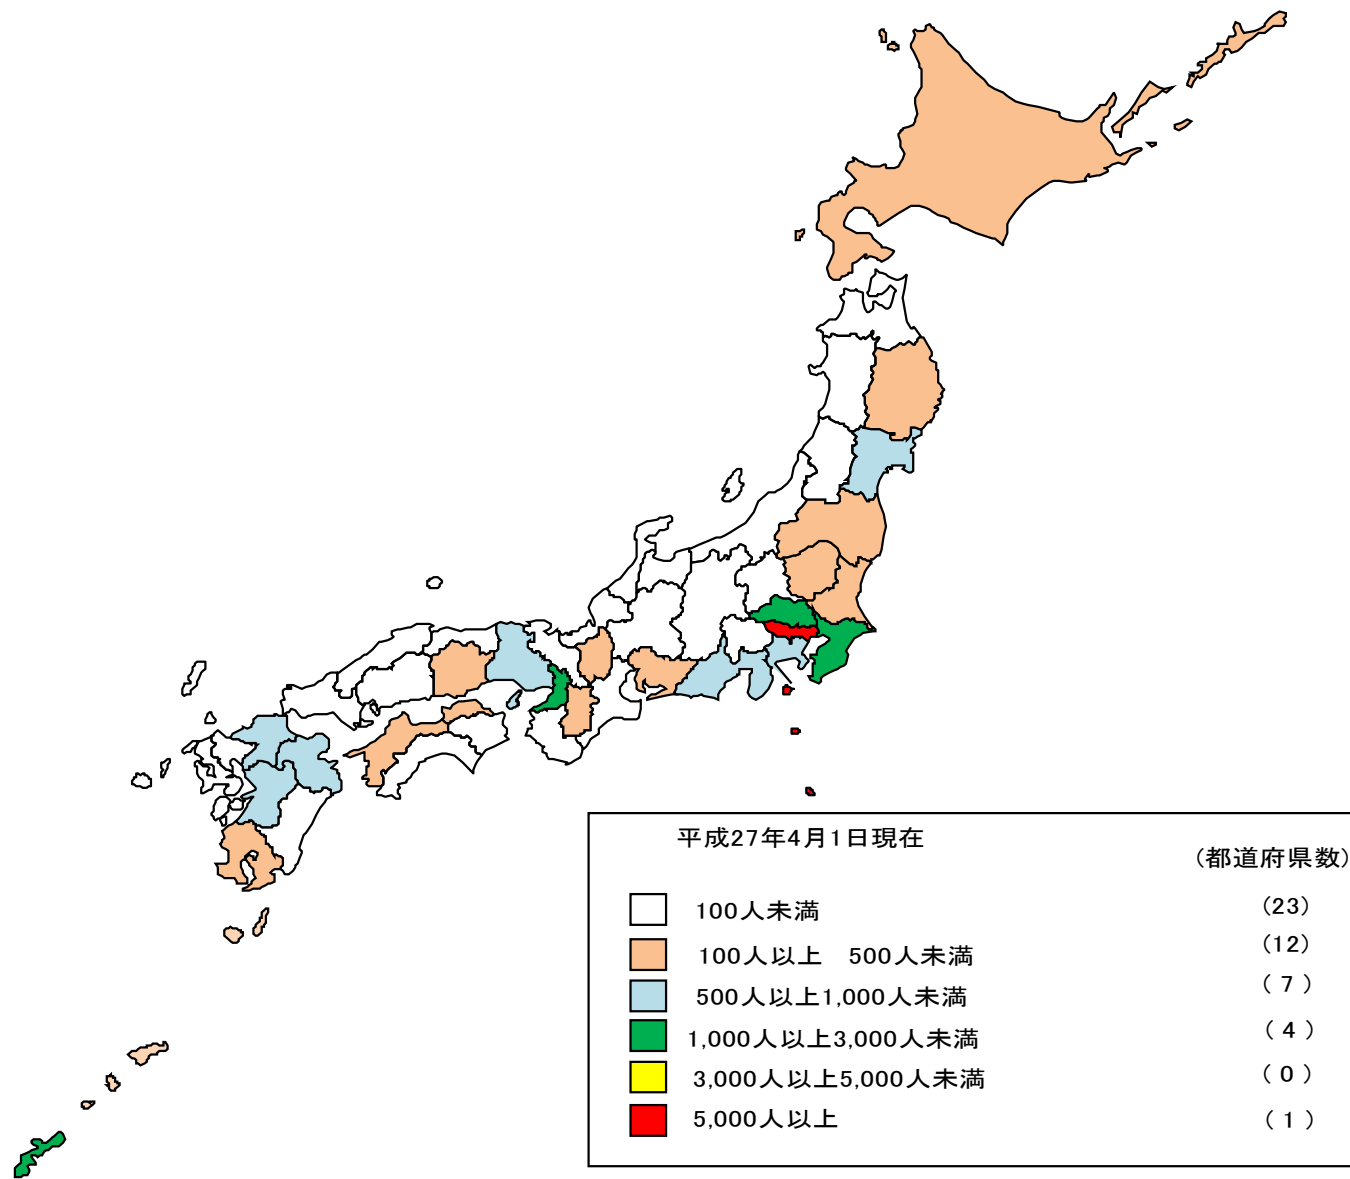 平成27年4月1日現在
(都道府県数)
100人未満 (23)
100人以上 500人未満 (12)
500人以上1,000人未満 ( 7 )
1,000人以上3,000人未満 ( 4 )
3,000人以上5,000人未満 ( 0 )
5,000人以上 ( 1 )